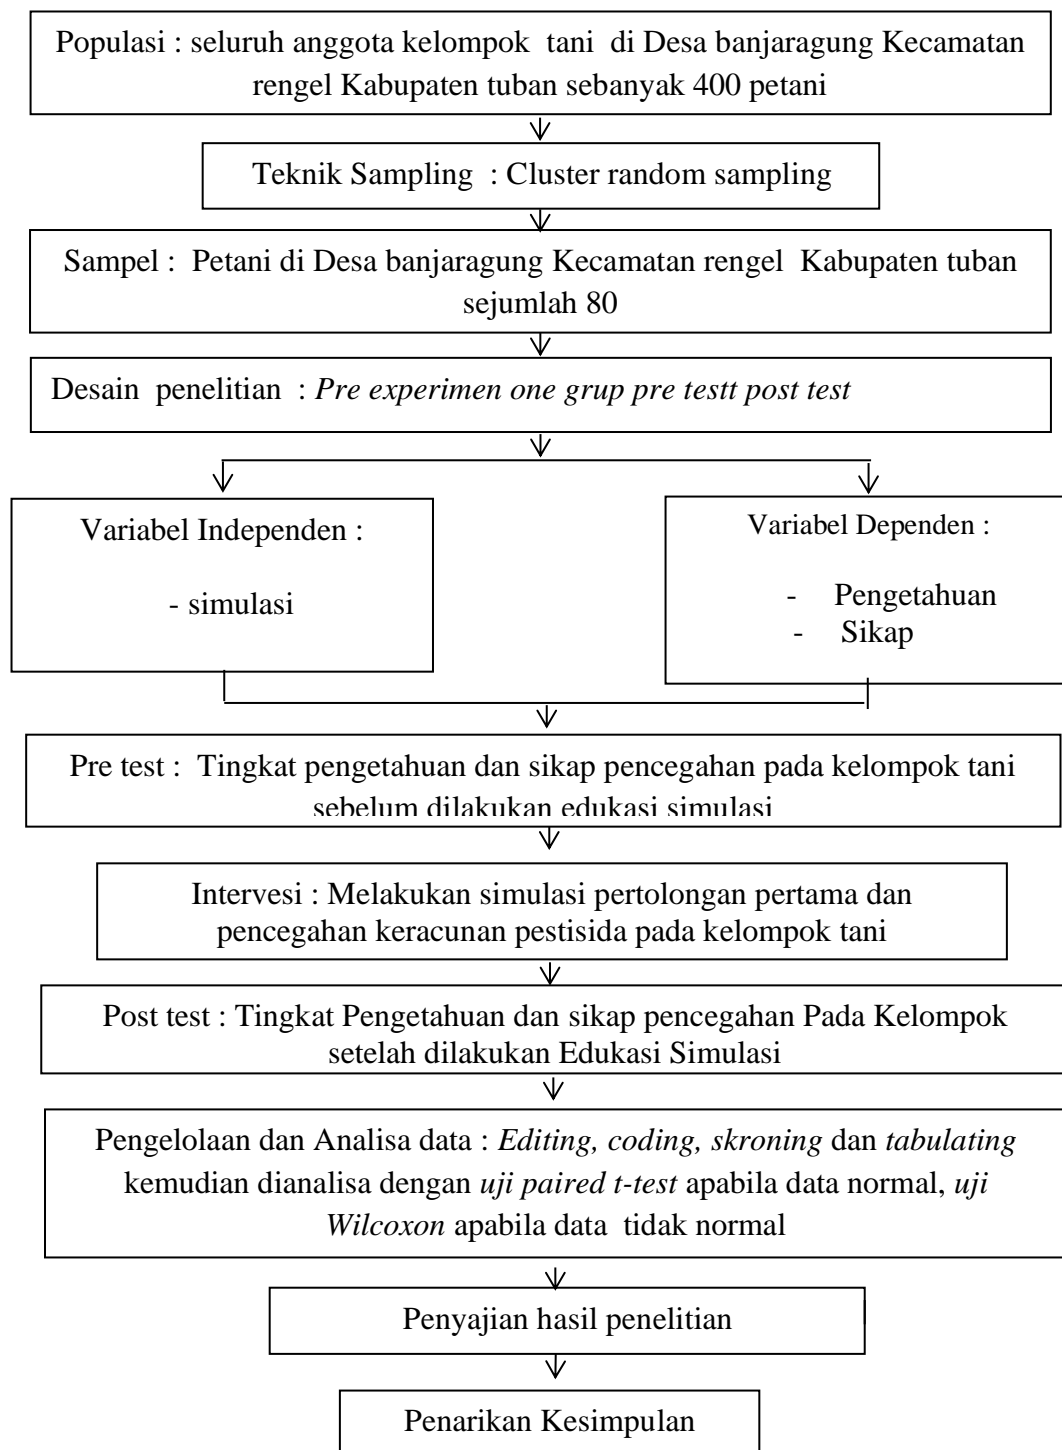 Populasi : seluruh anggota kelompok tani di Desa banjaragung Kecamatan
rengel Kabupaten tuban sebanyak 400 petani
Teknik Sampling : Cluster random sampling
Sampel : Petani di Desa banjaragung Kecamatan rengel Kabupaten tuban
sejumlah 80
Desain penelitian : Pre experimen one grup pre testt post test
Variabel Independen :
- simulasi
Variabel Dependen :
- Pengetahuan
- Sikap
Pre test : Tingkat pengetahuan dan sikap pencegahan pada kelompok tani
sebelum dilakukan edukasi simulasi
Intervesi : Melakukan simulasi pertolongan pertama dan
pencegahan keracunan pestisida pada kelompok tani
Post test : Tingkat Pengetahuan dan sikap pencegahan Pada Kelompok
setelah dilakukan Edukasi Simulasi
Pengelolaan dan Analisa data : Editing, coding, skroning dan tabulating
kemudian dianalisa dengan uji paired t-test apabila data normal, uji
Wilcoxon apabila data tidak normal
Penyajian hasil penelitian
Penarikan Kesimpulan